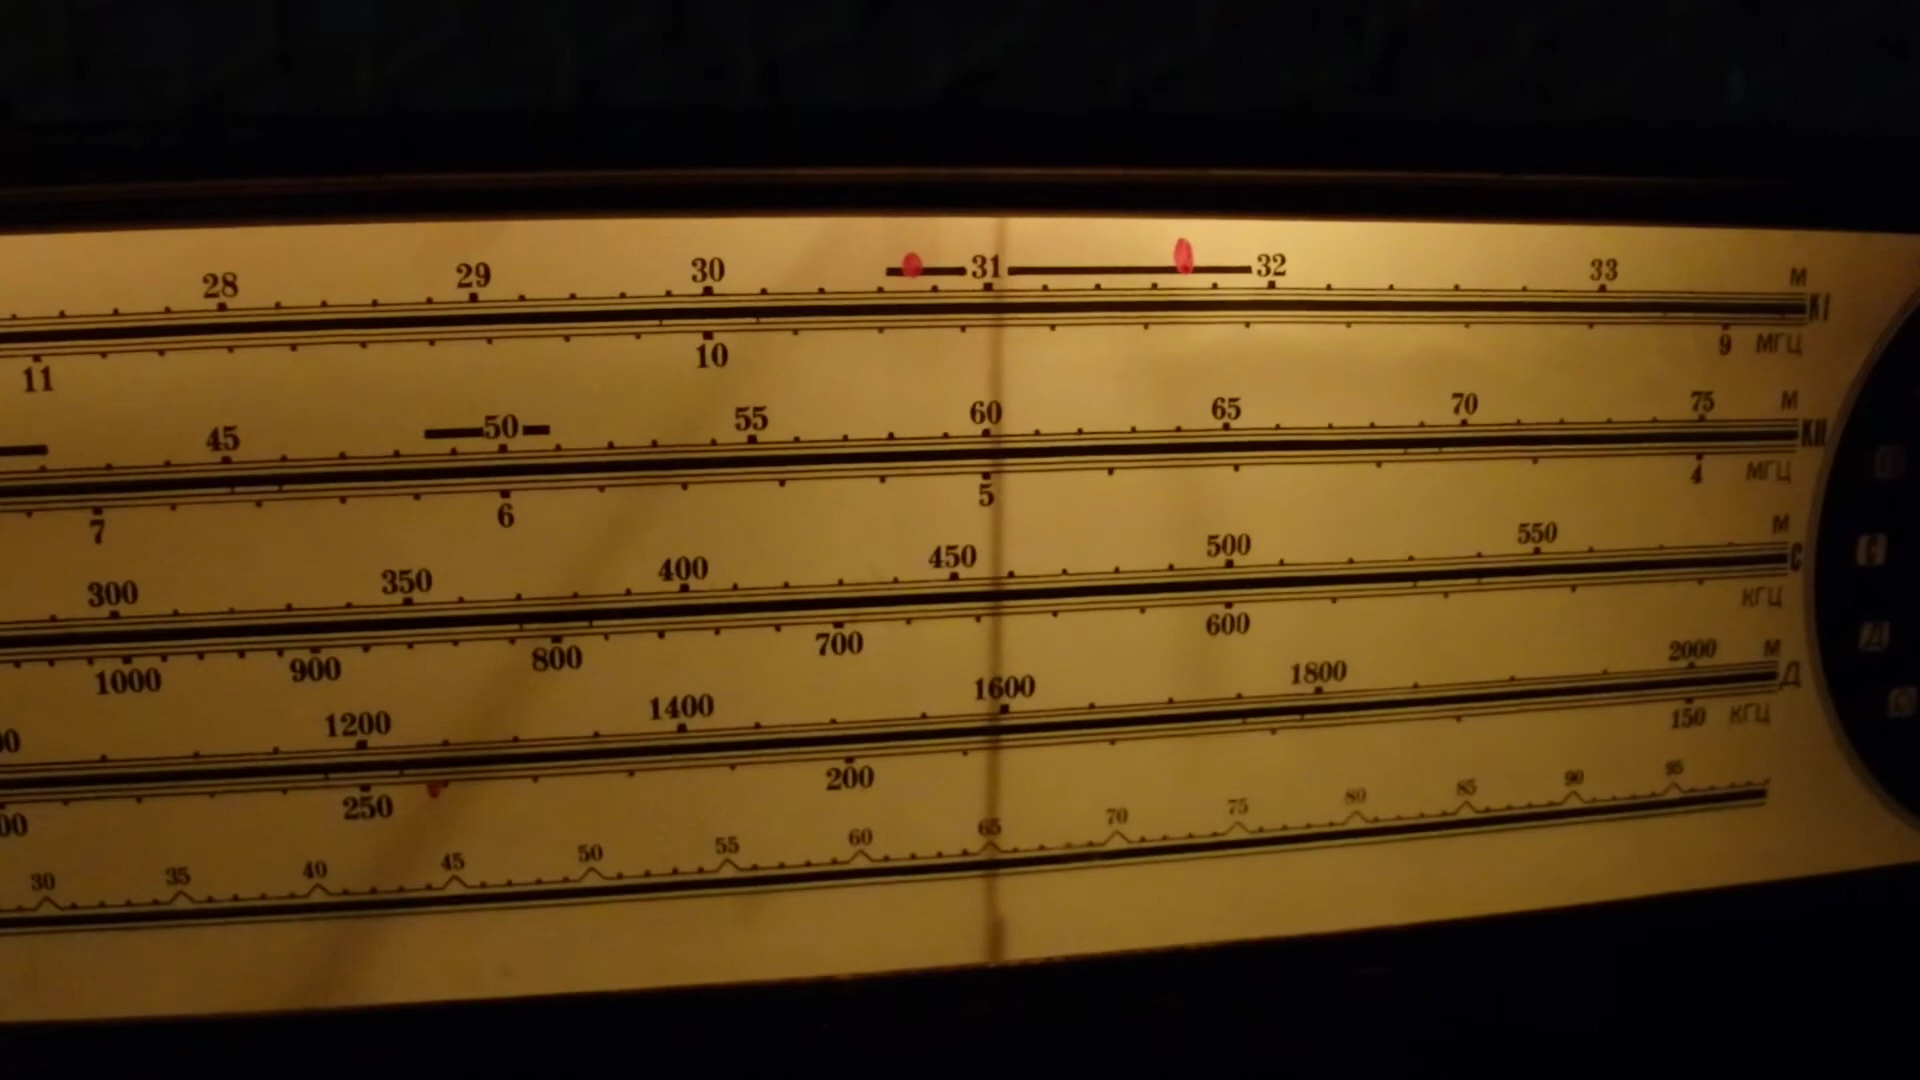 28 29 30 31 32 33 М
КI
11 10 9 МГЦ
45 50 55 60 65 70 75 М
КII
7 6 5 4 МГЦ
300 350 400 450 500 550 М
С
1000 900 800 700 600 КГЦ
1200 1400 1600 1800 2000 М
Д
250 200 150 КГЦ
30 35 40 45 50 55 60 65 70 75 80 85 90 95
С
Д